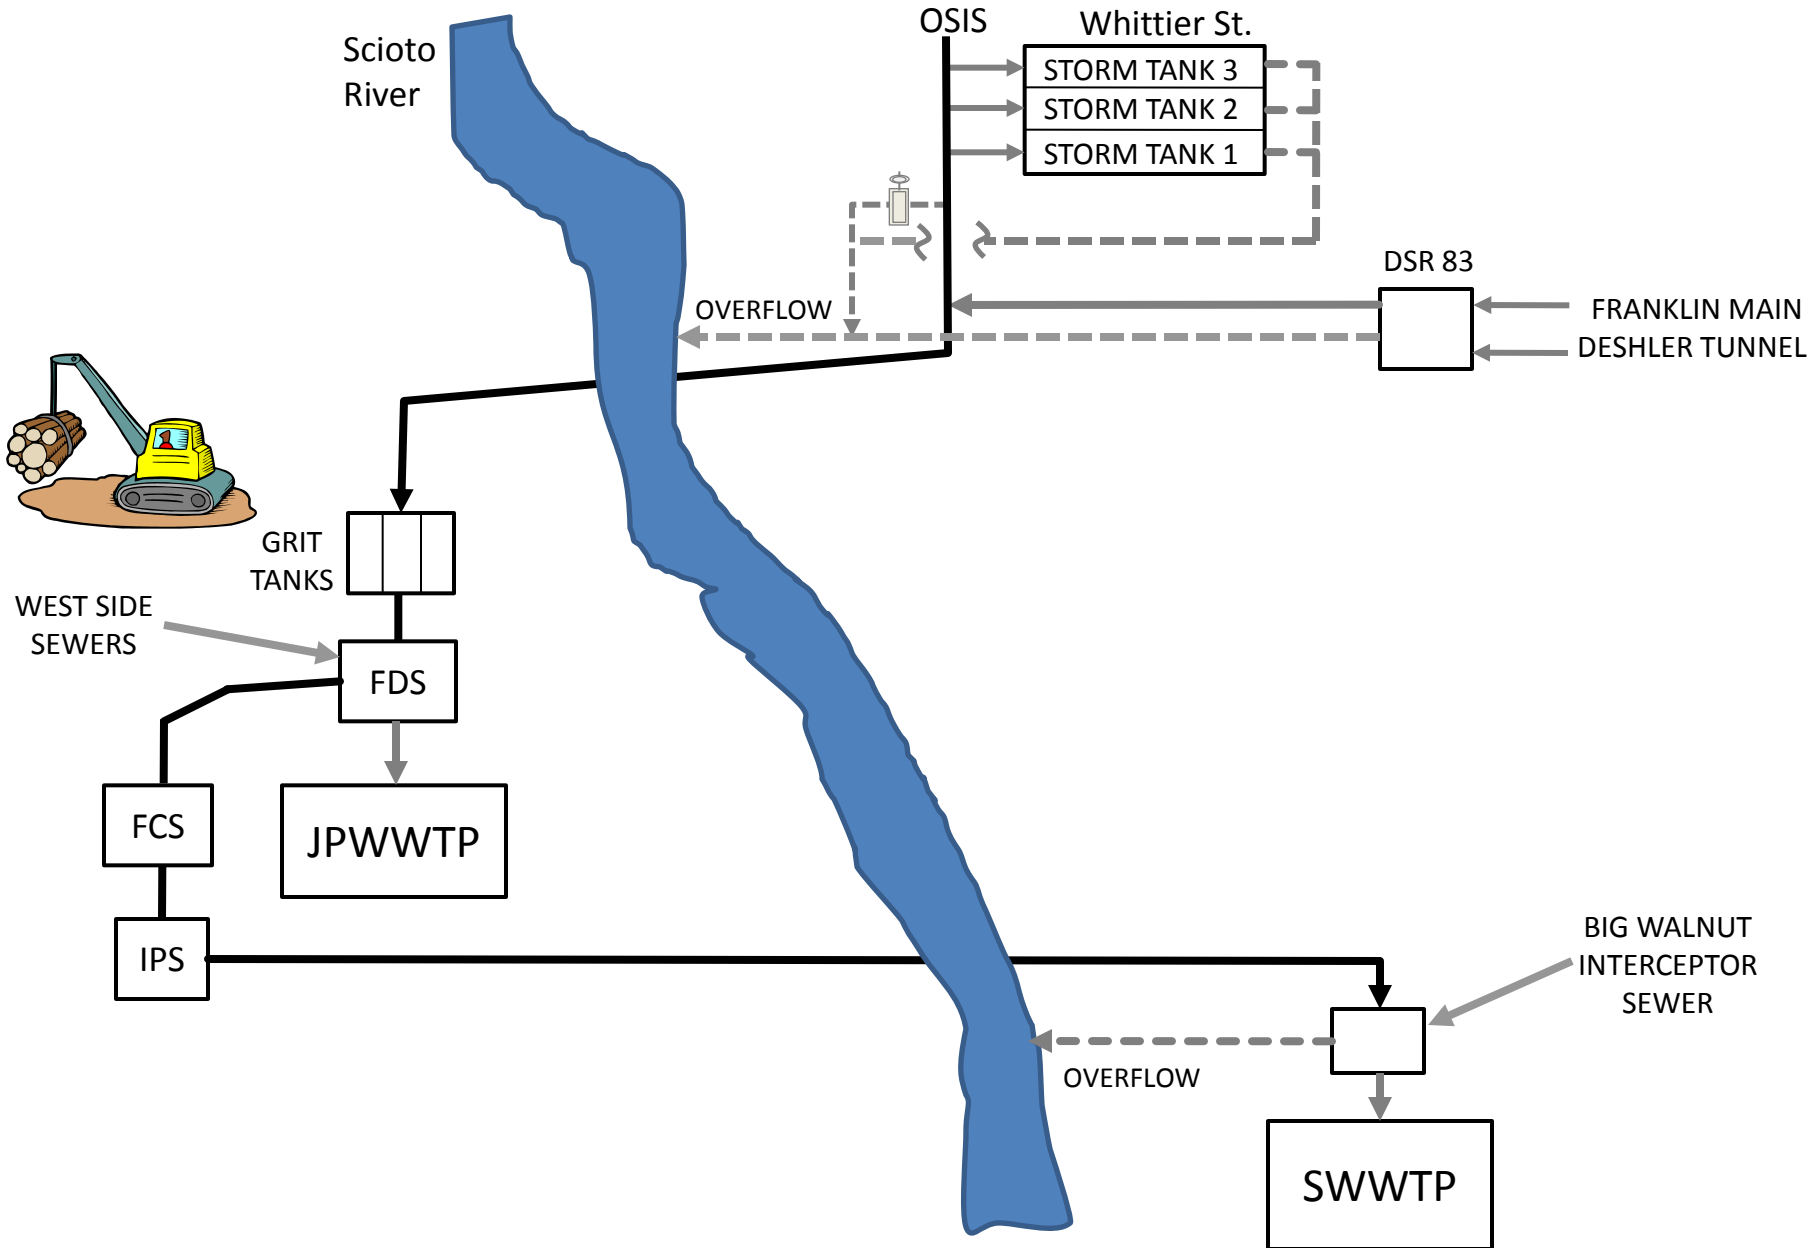 OSIS
Whittier St.
Scioto
River
STORM TANK 3
STORM TANK 2
STORM TANK 1
DSR 83
OVERFLOW
FRANKLIN MAIN
DESHLER TUNNEL
GRIT
TANKS
WEST SIDE
SEWERS
FDS
FCS
JPWWTP
IPS
BIG WALNUT
INTERCEPTOR
SEWER
OVERFLOW
SWWTP